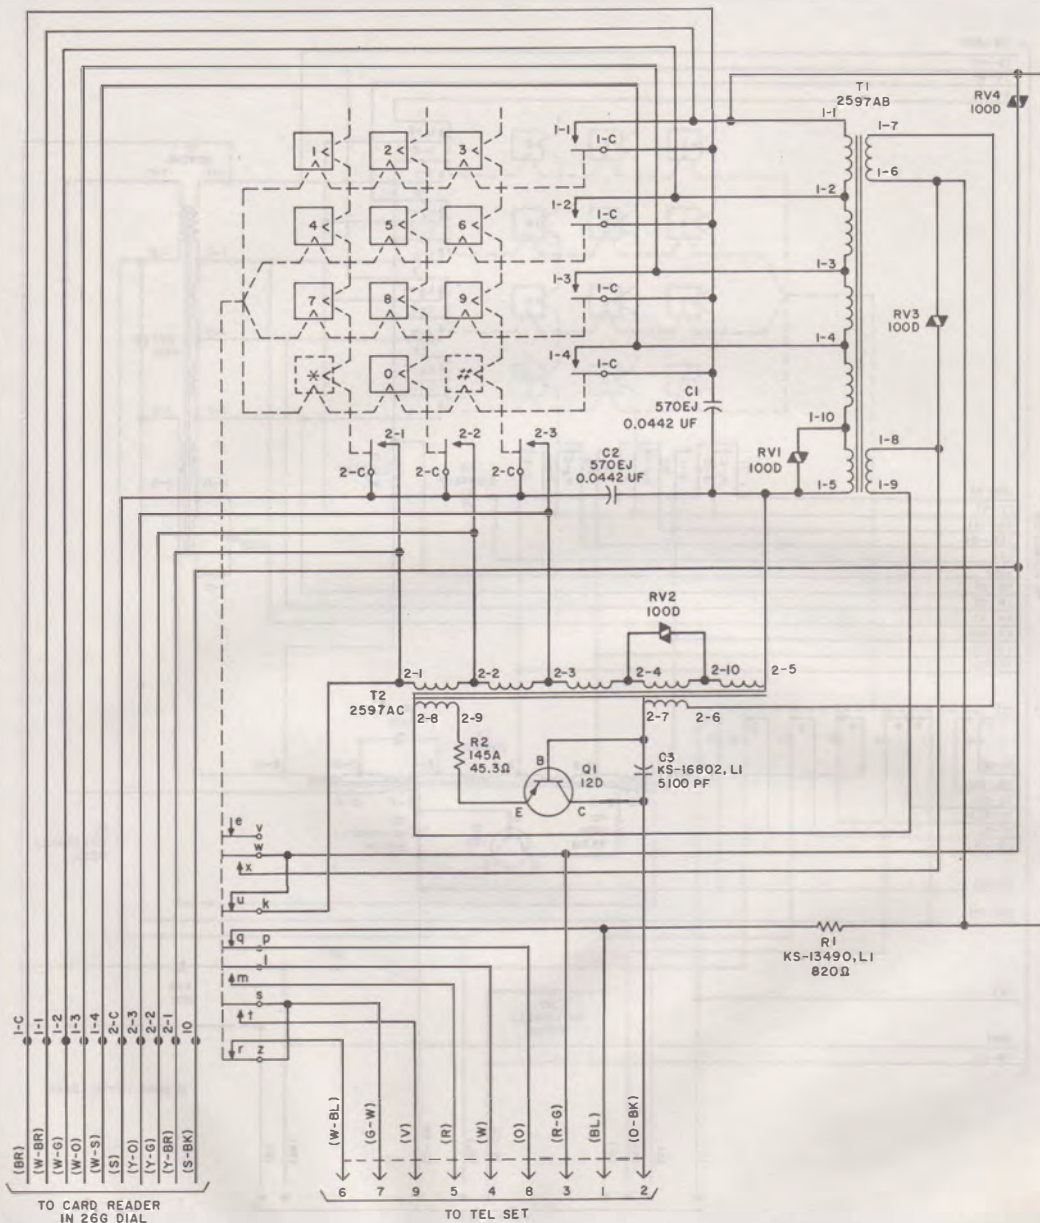 T1
2597AB
RV4
100D
1-1
1-7
1-1
1-C
1 2 3
1-6
1-2
1-2
1-C
4 5 6
1-3
1-3
1-C
7 8 9
RV3
100D
1-4
1-4
1-C
* 0 #
C1
570EJ
0.0442 UF
1-10
1-8
2-1 2-2 2-3
C2
570EJ
0.0442 UF
RV1
100D
2-C 2-C 2-C
1-5 1-9
RV2
100D
2-1 2-2 2-3 2-4 2-10 2-5
T2
2597AC
2-8 2-9 2-7 2-6
R2
145A
45.3Ω
B
Q1
12D
E C
C3
KS-16802, L1
5100 PF
e v
w
x
u k
q p
l
m
s
t
r z
R1
KS-13490, L1
820Ω
1-C
1-1
1-2
1-3
1-4
2-C
2-3
2-2
2-1
10
(BR)
(W-BR)
(W-G)
(W-O)
(W-S)
(S)
(Y-O)
(Y-G)
(Y-BR)
(S-BK)
TO CARD READER
IN 26G DIAL
(W-BL)
(G-W)
(V)
(R)
(W)
(O)
(R-G)
(BL)
(O-BK)
6 7 9 5 4 8 3 1 2
TO TEL SET